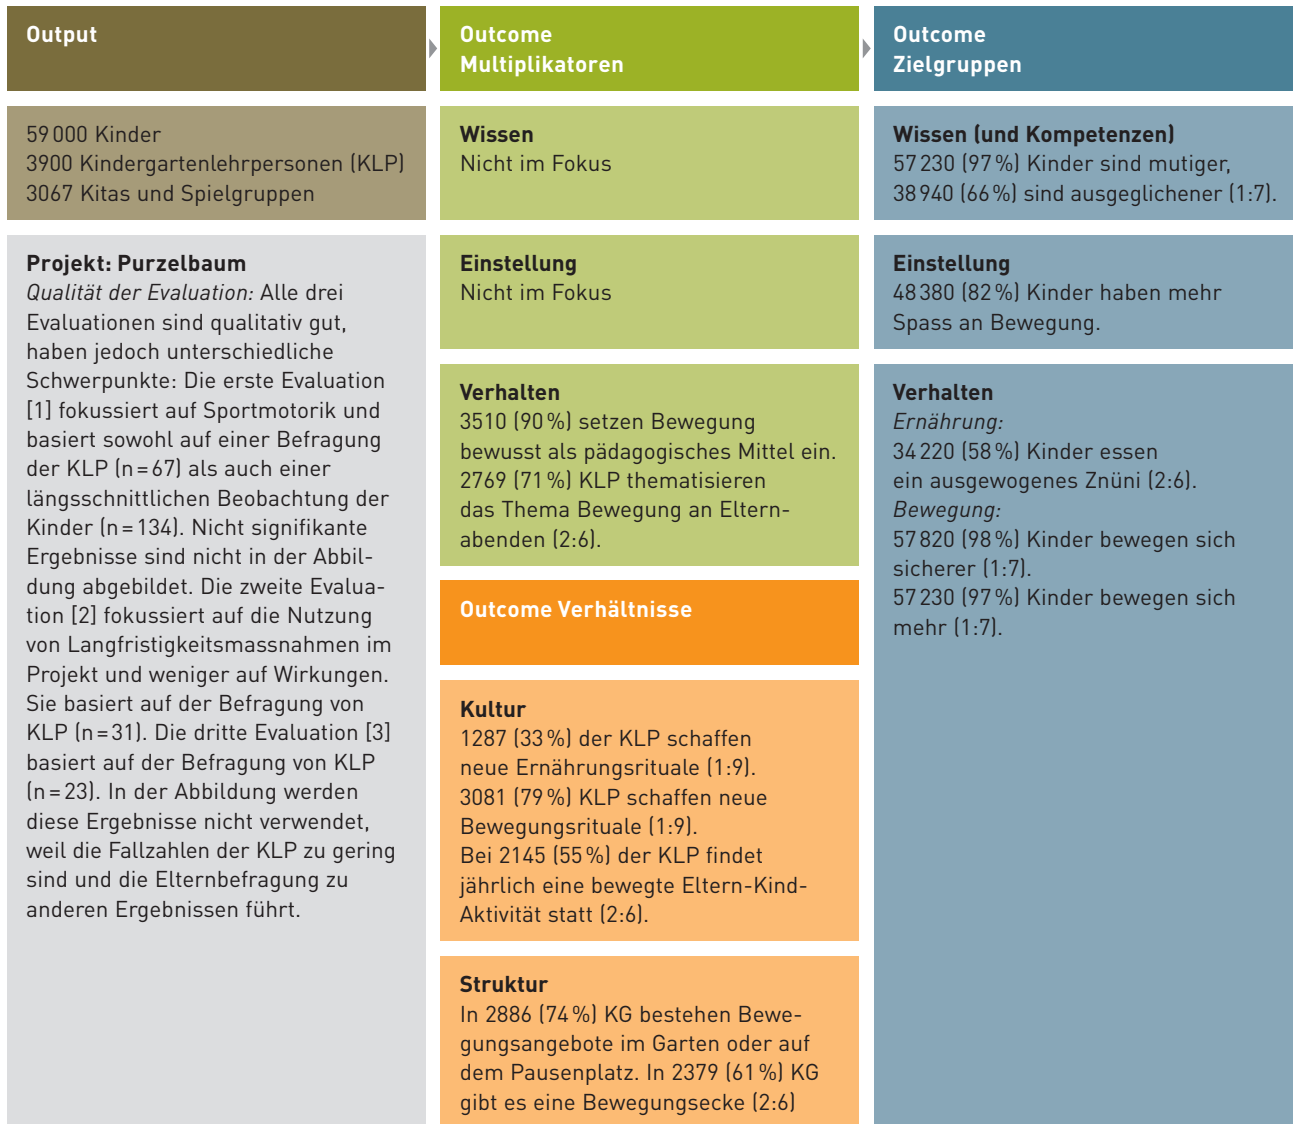 Output
59 000 Kinder
3900 Kindergartenlehrpersonen (KLP)
3067 Kitas und Spielgruppen
Projekt: Purzelbaum
Qualität der Evaluation: Alle drei
Evaluationen sind qualitativ gut,
haben jedoch unterschiedliche
Schwerpunkte: Die erste Evaluation
[1] fokussiert auf Sportmotorik und
basiert sowohl auf einer Befragung
der KLP (n = 67) als auch einer
längsschnittlichen Beobachtung der
Kinder (n = 134). Nicht signifikante
Ergebnisse sind nicht in der Abbil-
dung abgebildet. Die zweite Evalua-
tion [2] fokussiert auf die Nutzung
von Langfristigkeitsmassnahmen im
Projekt und weniger auf Wirkungen.
Sie basiert auf der Befragung von
KLP (n = 31). Die dritte Evaluation [3]
basiert auf der Befragung von KLP
(n = 23). In der Abbildung werden
diese Ergebnisse nicht verwendet,
weil die Fallzahlen der KLP zu gering
sind und die Elternbefragung zu
anderen Ergebnissen führt.
Outcome
Multiplikatoren
Wissen
Nicht im Fokus
Einstellung
Nicht im Fokus
Verhalten
3510 (90 %) setzen Bewegung
bewusst als pädagogisches Mittel ein.
2769 (71 %) KLP thematisieren
das Thema Bewegung an Eltern-
abenden (2:6).
Outcome Verhältnisse
Kultur
1287 (33 %) der KLP schaffen
neue Ernährungsrituale (1:9).
3081 (79 %) KLP schaffen neue
Bewegungsrituale (1:9).
Bei 2145 (55 %) der KLP findet
jährlich eine bewegte Eltern-Kind-
Aktivität statt (2:6).
Struktur
In 2886 (74 %) KG bestehen Bewe-
gungsangebote im Garten oder auf
dem Pausenplatz. In 2379 (61 %) KG
gibt es eine Bewegungsecke (2:6)
Outcome
Zielgruppen
Wissen (und Kompetenzen)
57 230 (97 %) Kinder sind mutiger,
38 940 (66 %) sind ausgeglichener (1:7).
Einstellung
48 380 (82 %) Kinder haben mehr
Spass an Bewegung.
Verhalten
Ernährung:
34 220 (58 %) Kinder essen
ein ausgewogenes Znüni (2:6).
Bewegung:
57 820 (98 %) Kinder bewegen sich
sicherer (1:7).
57 230 (97 %) Kinder bewegen sich
mehr (1:7).